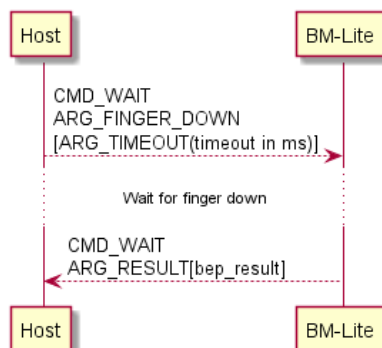 Host BM-Lite
CMD_WAIT
ARG_FINGER_DOWN
[ARG_TIMEOUT(timeout in ms)]
Wait for finger down
CMD_WAIT
ARG_RESULT[bep_result]
Host BM-Lite